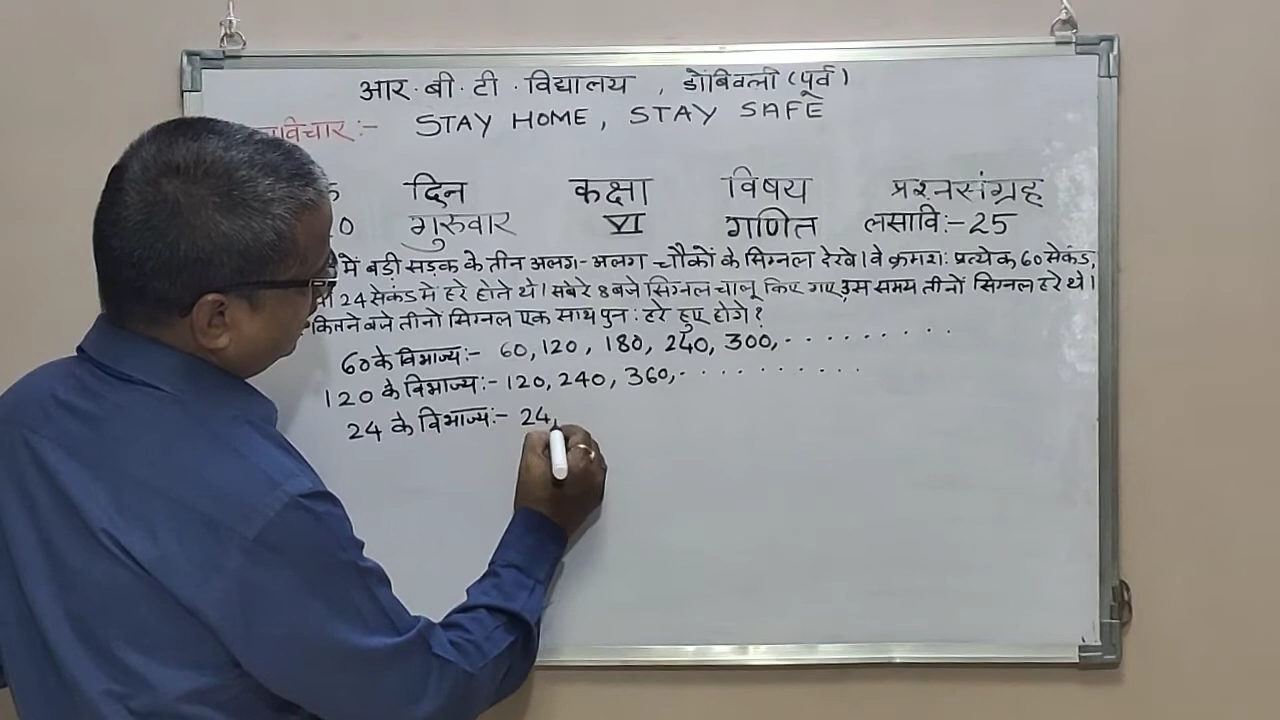 आर.बी.टी.विद्यालय, डोंबिवली (पूर्व)
विचार:- STAY HOME, STAY SAFE
दिन कक्षा विषय प्रश्नसंग्रह
गुरुवार VI गणित लसावि:- 25
में बड़ी सड़क के तीन अलग-अलग चौकों के सिग्नल देखे। वे क्रमश: प्रत्येक 60 सेकंड,
24 सेकंड में हरे होते थे। सबेरे 8 बजे सिग्नल चालू किए गए उस समय तीनों सिग्नल हरे थे।
कितने बजे तीनों सिग्नल एक साथ पुन: हरे हुए होगे?
60 के विभाज्य:- 60, 120, 180, 240, 300, . . . . . . . . .
120 के विभाज्य:- 120, 240, 360, . . . . . . . . . .
24 के विभाज्य:- 24,